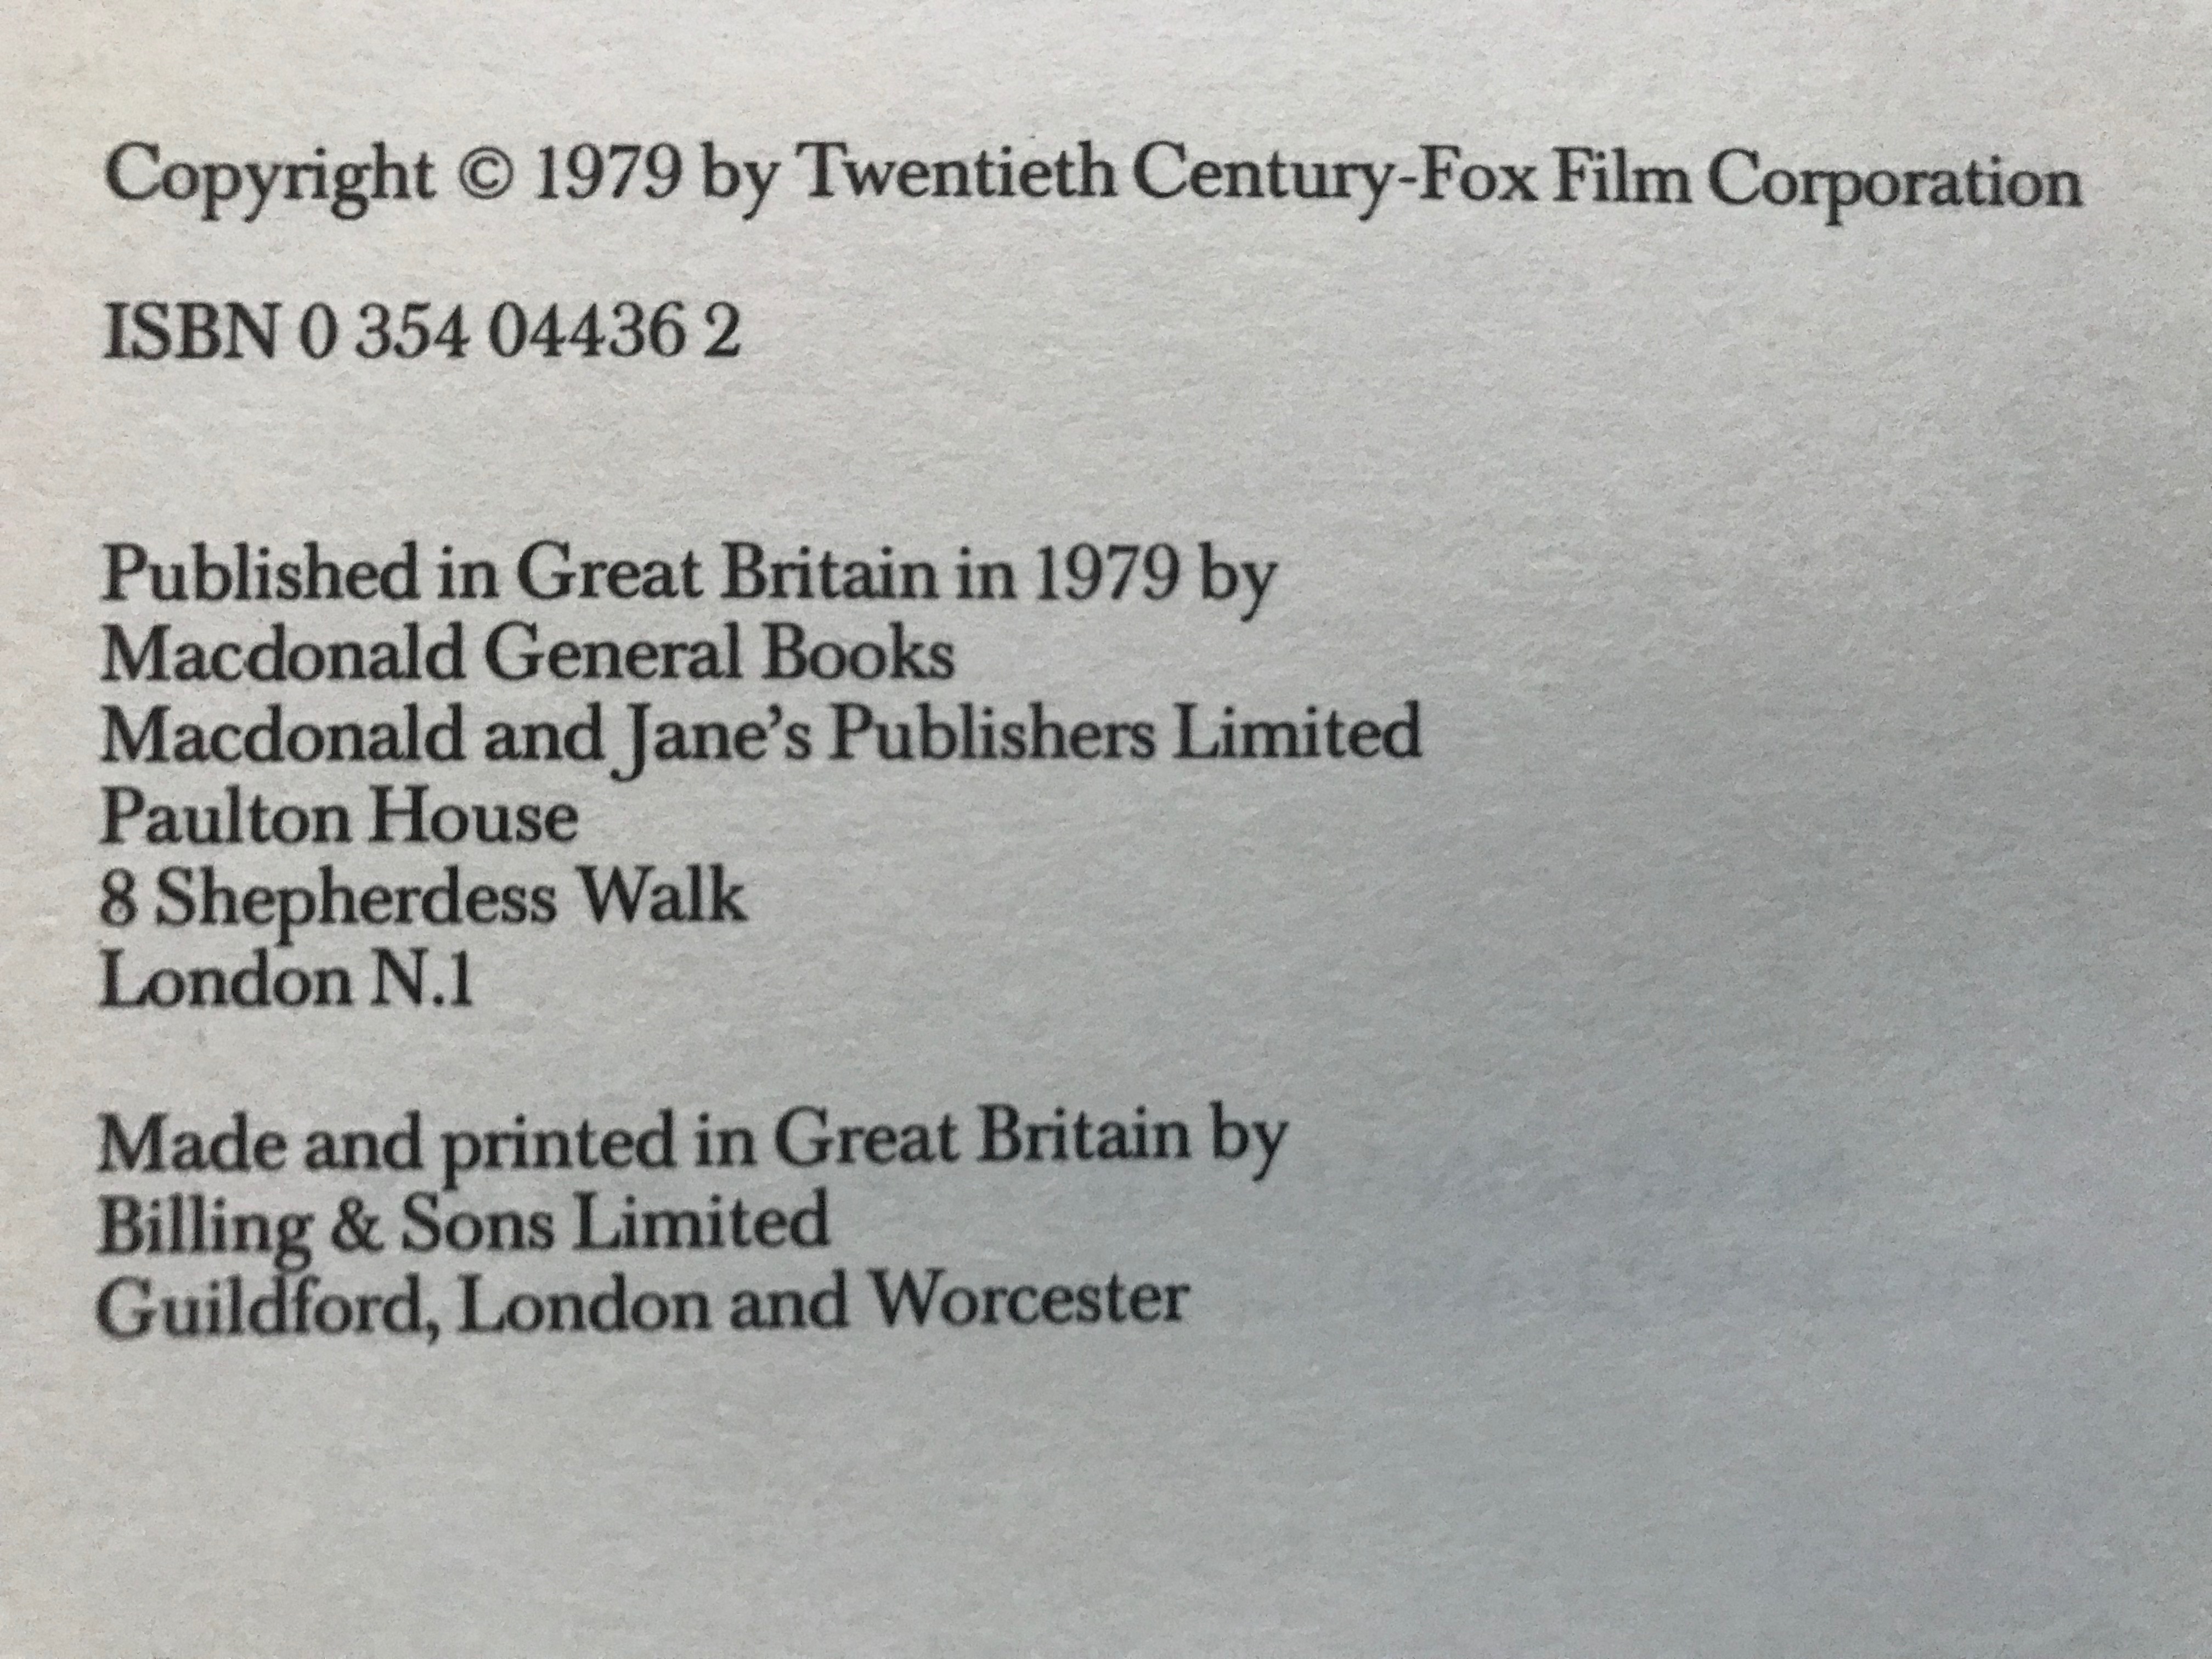 Copyright © 1979 by Twentieth Century-Fox Film Corporation
ISBN 0 354 04436 2
Published in Great Britain in 1979 by
Macdonald General Books
Macdonald and Jane’s Publishers Limited
Paulton House
8 Shepherdess Walk
London N.1
Made and printed in Great Britain by
Billing & Sons Limited
Guildford, London and Worcester